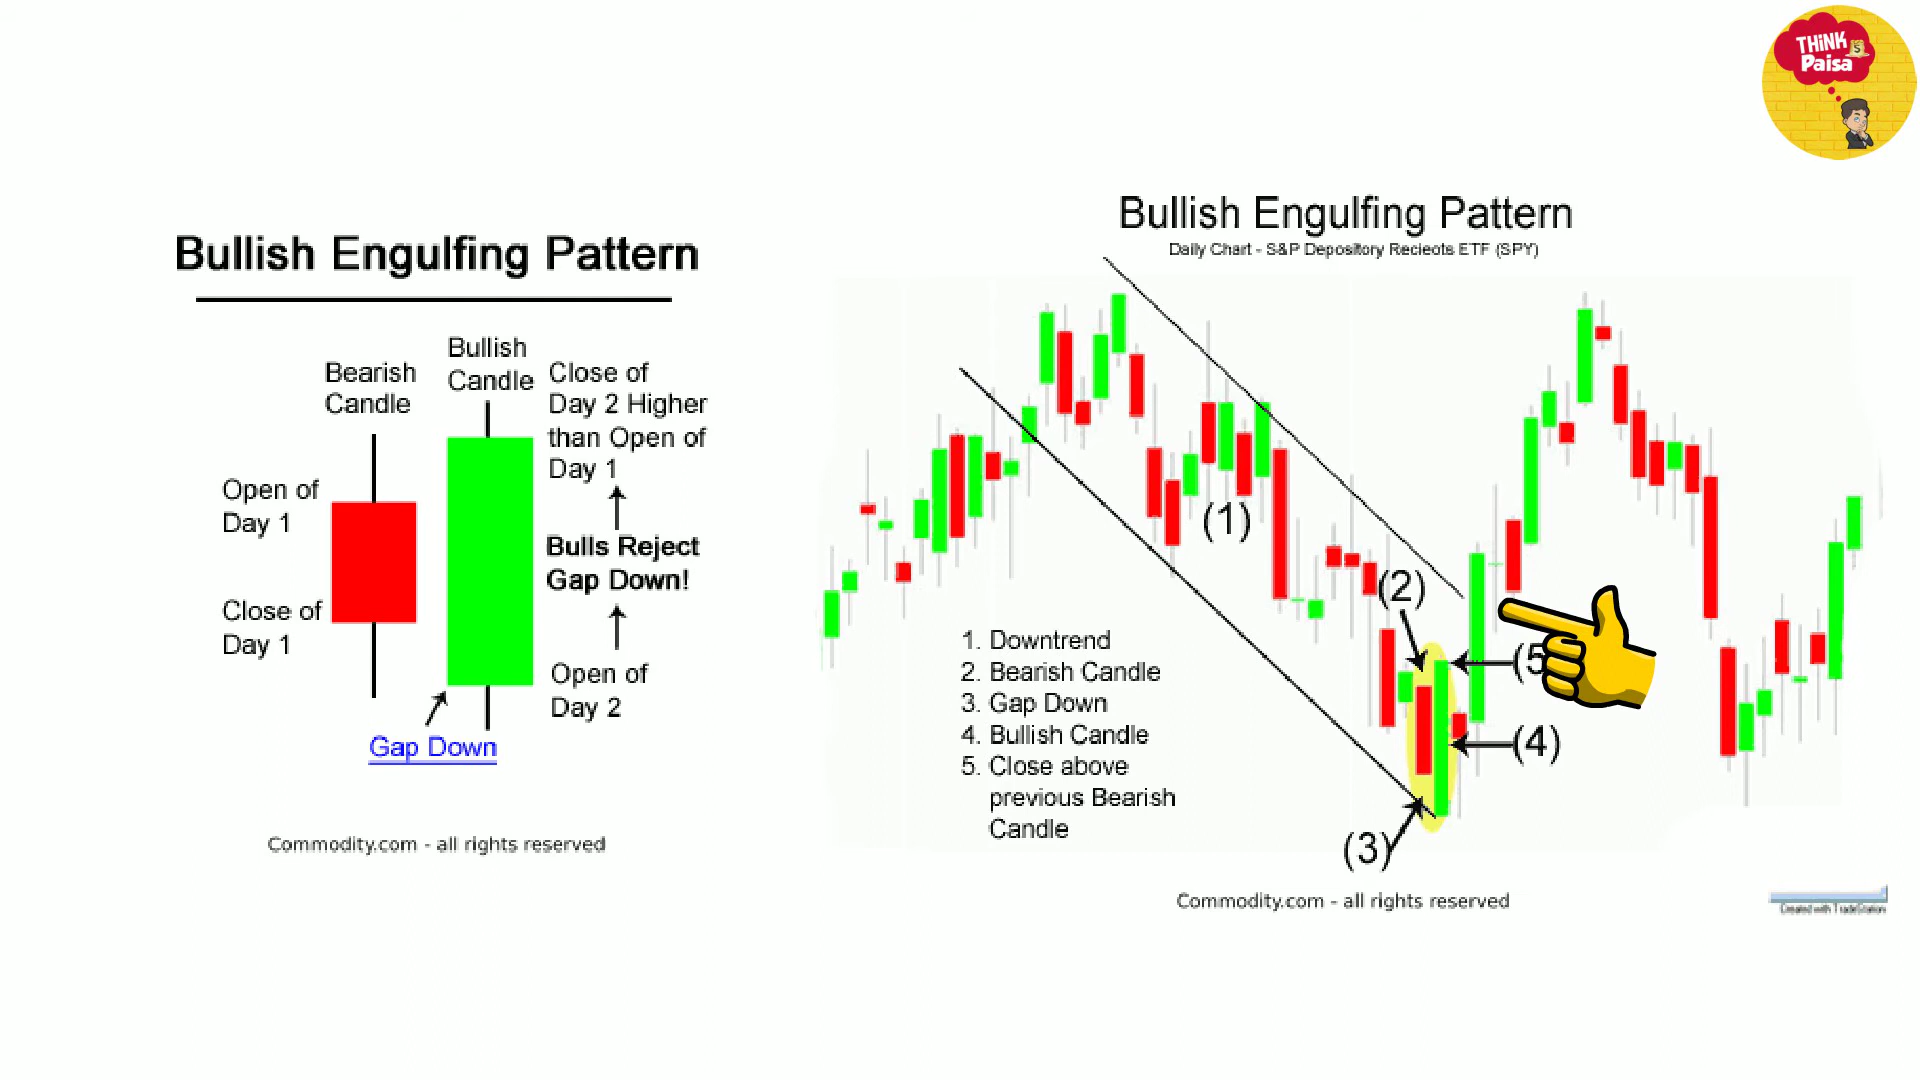 THiNK
Paisa
Bullish Engulfing Pattern
Bearish
Candle
Bullish
Candle
Close of
Day 2 Higher
than Open of
Day 1
Open of
Day 1
Bulls Reject
Gap Down!
Close of
Day 1
Open of
Day 2
Gap Down
Commodity.com - all rights reserved
Bullish Engulfing Pattern
Daily Chart - S&P Depository Recieots ETF (SPY)
(1)
(2)
1. Downtrend
2. Bearish Candle
3. Gap Down
4. Bullish Candle
5. Close above
previous Bearish
Candle
(5
(4)
(3)
Commodity.com - all rights reserved
Created with TradeStation